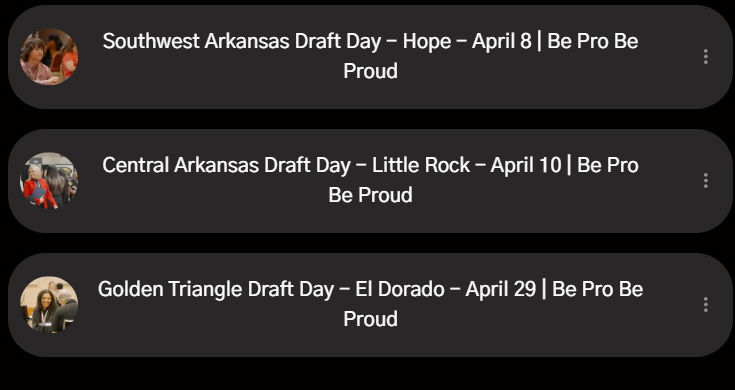 Southwest Arkansas Draft Day – Hope – April 8 | Be Pro Be
Proud
Central Arkansas Draft Day – Little Rock – April 10 | Be Pro
Be Proud
Golden Triangle Draft Day – El Dorado – April 29 | Be Pro Be
Proud